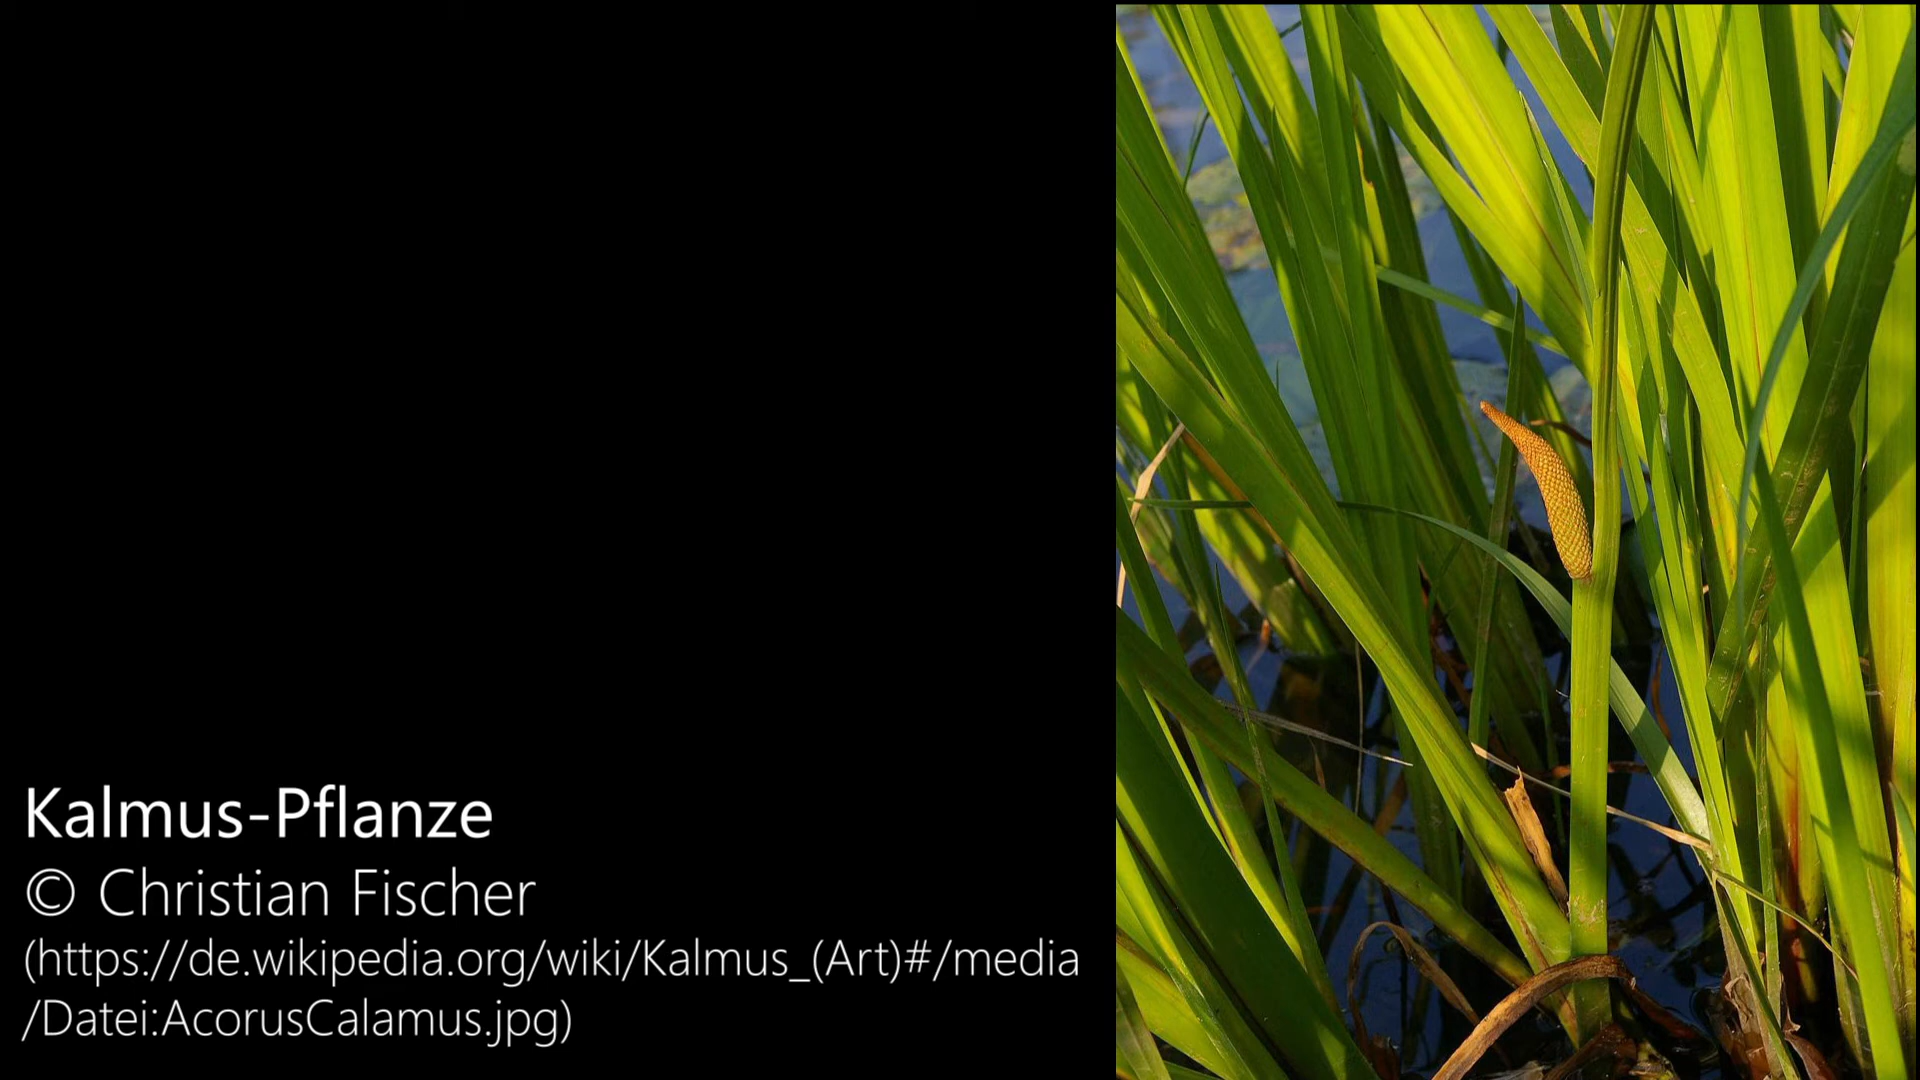 Kalmus-Pflanze
© Christian Fischer
(https://de.wikipedia.org/wiki/Kalmus_(Art)#/media
/Datei:AcorusCalamus.jpg)